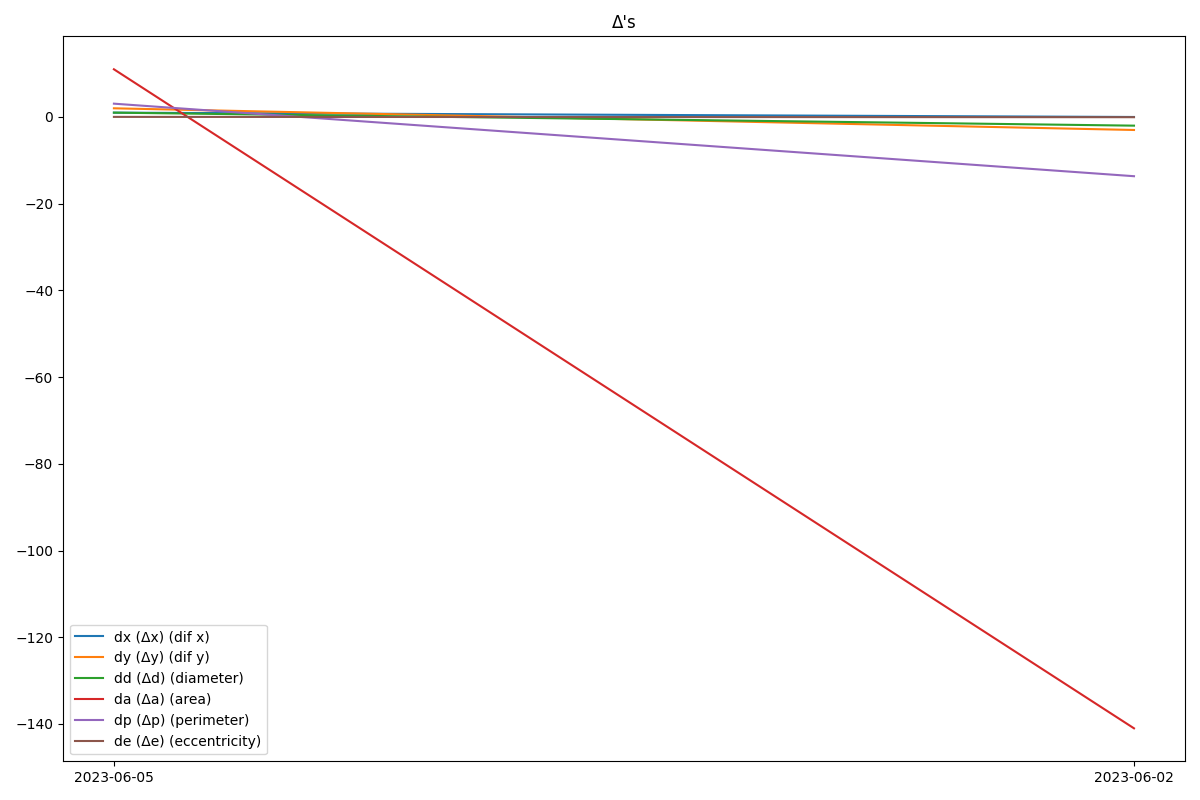 Δ's
0
−20
−40
−60
−80
−100
−120
−140
dx (Δx) (dif x)
dy (Δy) (dif y)
dd (Δd) (diameter)
da (Δa) (area)
dp (Δp) (perimeter)
de (Δe) (eccentricity)
2023-06-05 2023-06-02